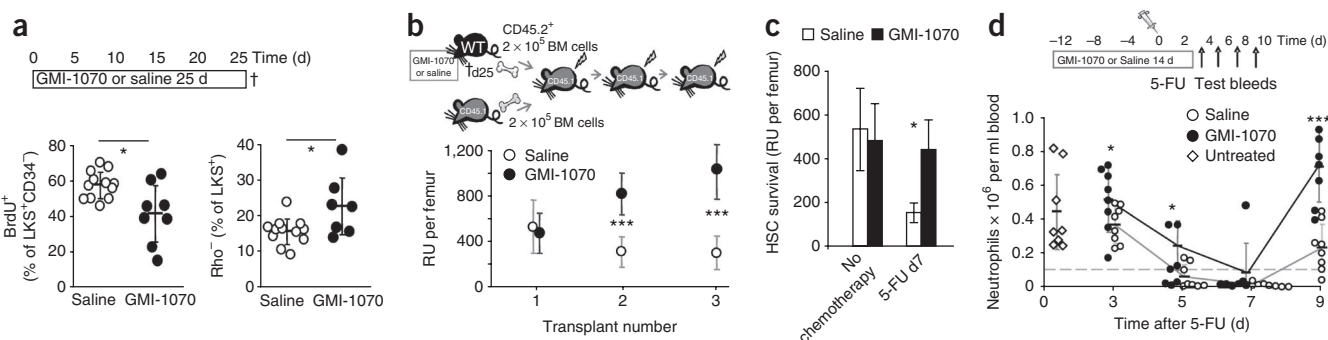 a
0 5 10 15 20 25 Time (d)
GMI-1070 or saline 25 d †
80
60
40
20
0
BrdU⁺
(% of LKS⁺CD34⁻)
*
Saline GMI-1070
40
30
20
10
0
Rho⁻ (% of LKS⁺)
*
Saline GMI-1070
b
WT
CD45.2⁺
2 × 10⁵ BM cells
GMI-1070
or saline
†d25
CD45.1 CD45.1 CD45.1
CD45.1
2 × 10⁵ BM cells
1,200
800
400
0
RU per femur
Saline
GMI-1070
*** ***
1 2 3
Transplant number
c
Saline GMI-1070
800
600
400
200
0
HSC survival (RU per femur)
*
No
chemotherapy
5-FU d7
d
−12 −8 −4 0 2 4 6 8 10 Time (d)
GMI-1070 or Saline 14 d
5-FU Test bleeds
Saline
GMI-1070
Untreated
1.0
0.8
0.6
0.4
0.2
0
Neutrophils × 10⁶ per ml blood
* * ***
0 3 5 7 9
Time after 5-FU (d)